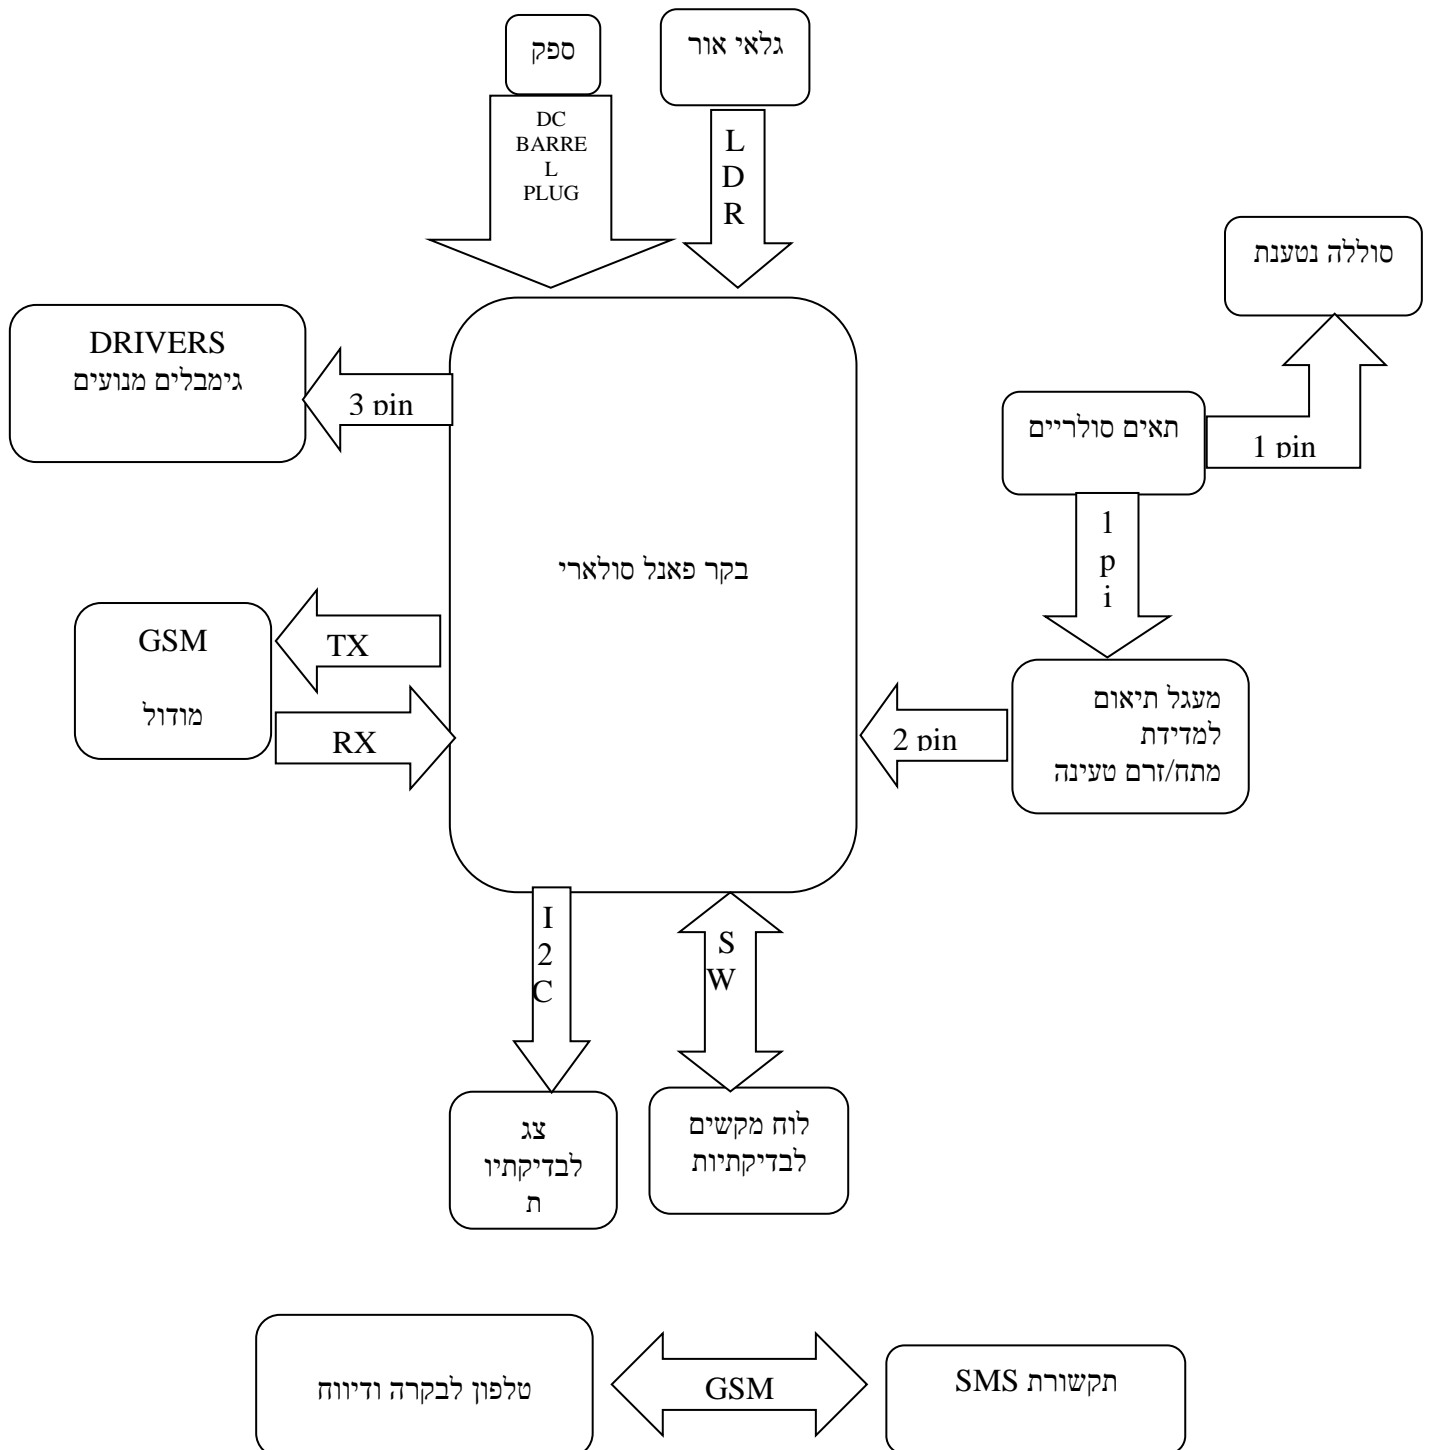 ספק
גלאי אור
DC
BARRE
L
PLUG
L
D
R
סוללה נטענת
DRIVERS
גימבלים מנועים
3 pin
תאים סולריים
1 pin
1
p
i
בקר פאנל סולארי
GSM
מודול
TX
RX
מעגל תיאום
למדידת
מתח/זרם טעינה
2 pin
I
2
C
S
W
צג
לבדיקתיו
ת
לוח מקשים
לבדיקתיות
טלפון לבקרה ודיווח
GSM
תקשורת SMS